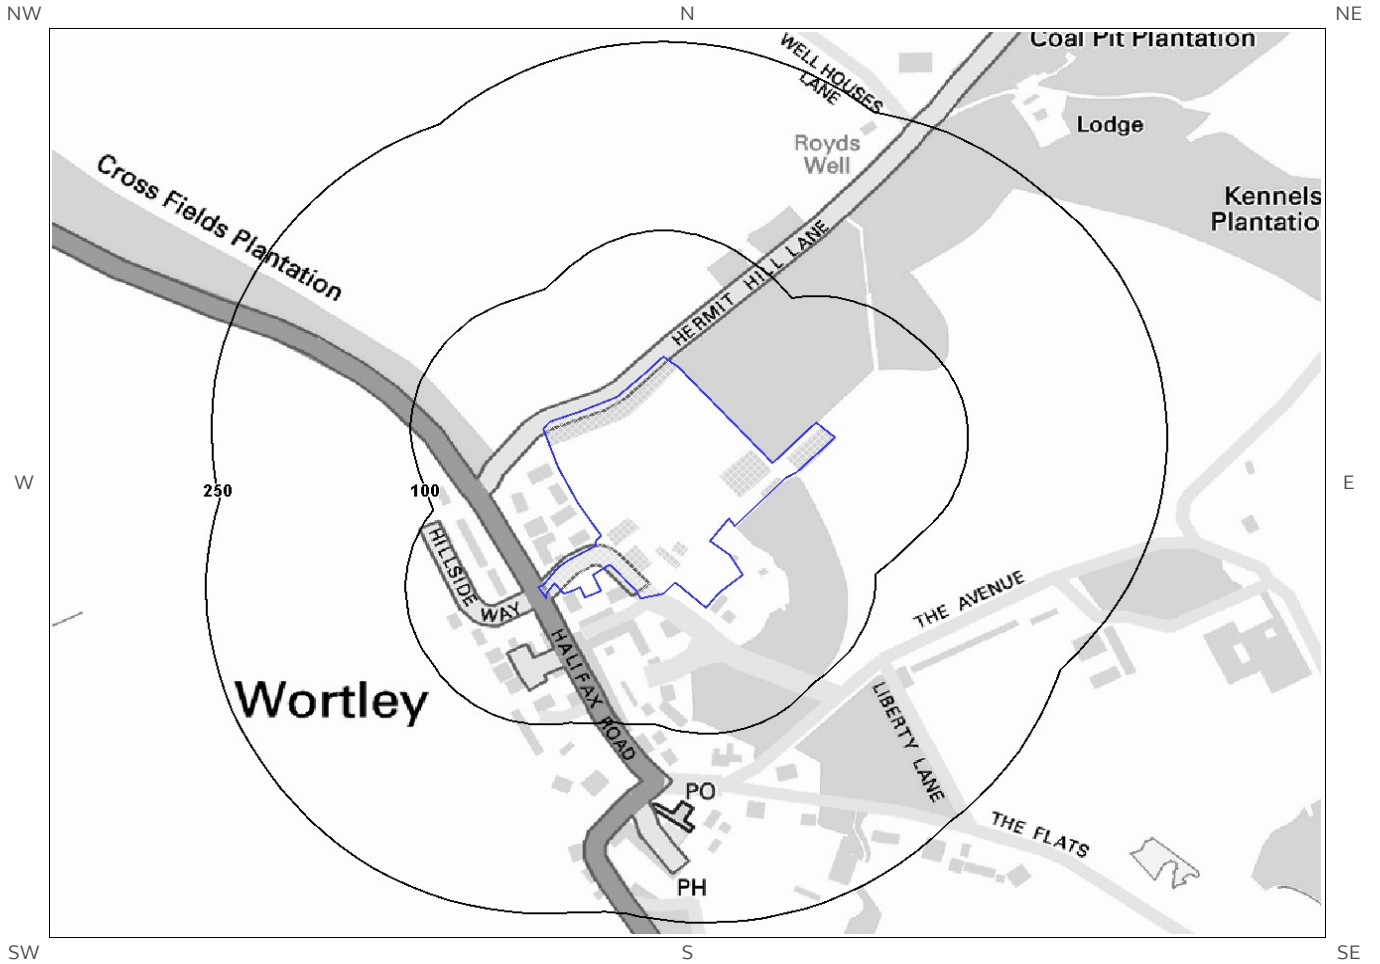 NW
N
NE
Coal Pit Plantation
WELL HOUSES
LANE
Lodge
Royds
Well
Cross Fields Plantation
Kennels
Plantatio
HERMIT HILL LANE
W
250
100
E
HILLSIDE
WAY
THE AVENUE
HALIFAX ROAD
Wortley
LIBERTY LANE
PO
THE FLATS
PH
SW
S
SE